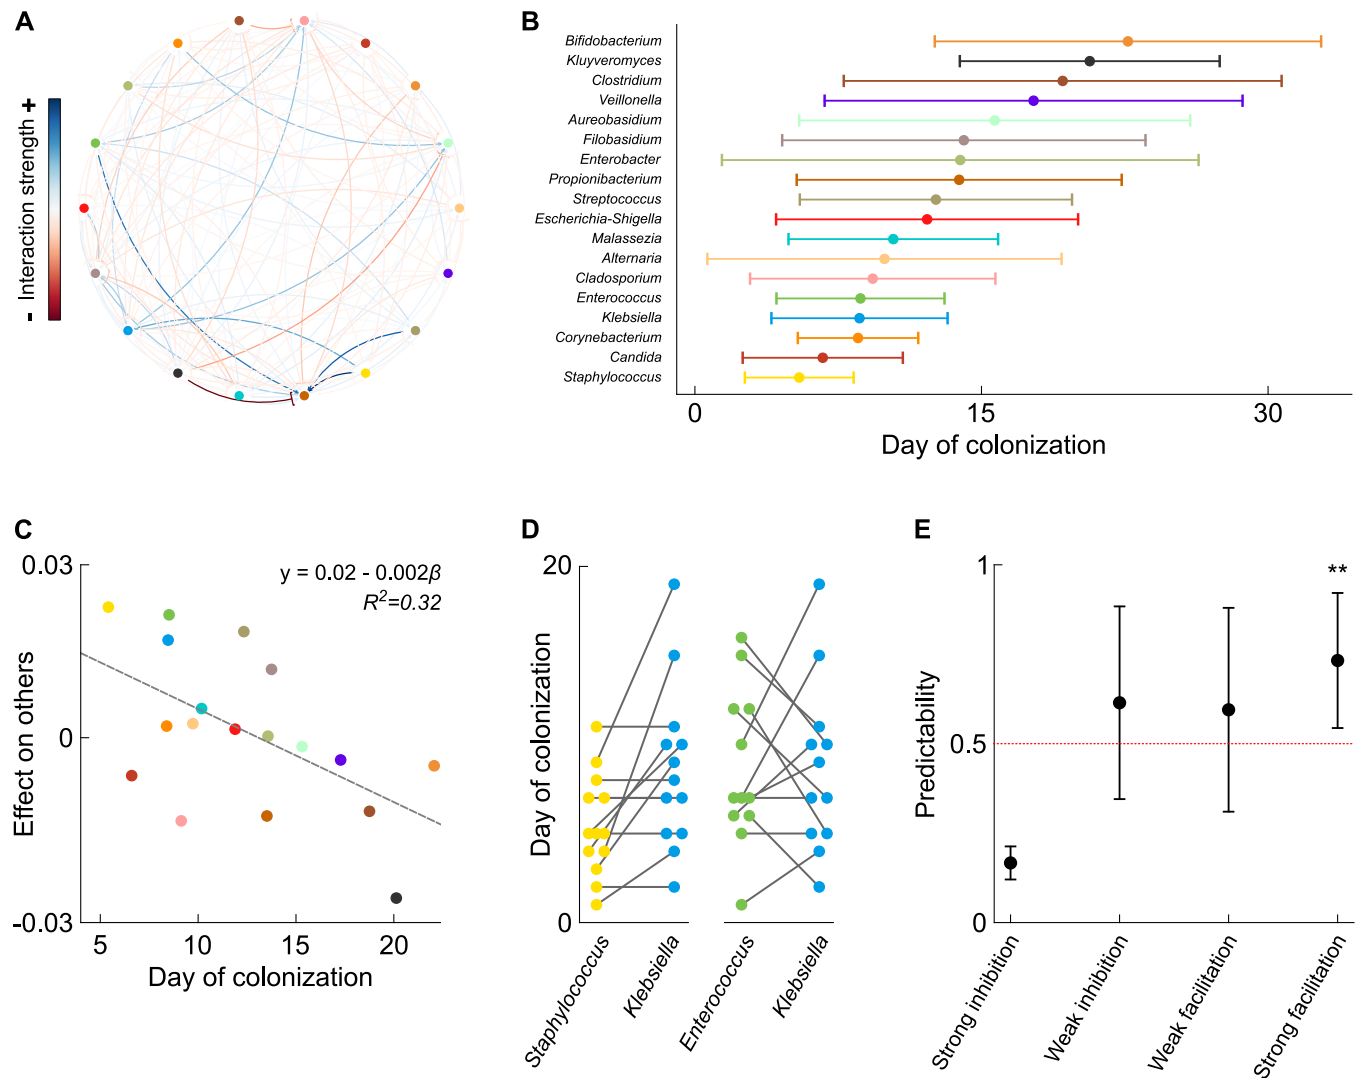 A
- Interaction strength +
B
Bifidobacterium
Kluyveromyces
Clostridium
Veillonella
Aureobasidium
Filobasidium
Enterobacter
Propionibacterium
Streptococcus
Escherichia-Shigella
Malassezia
Alternaria
Cladosporium
Enterococcus
Klebsiella
Corynebacterium
Candida
Staphylococcus
0 15 30
Day of colonization
C
0.03
0
-0.03
Effect on others
y = 0.02 - 0.002β
R²=0.32
5 10 15 20
Day of colonization
D
20
0
Day of colonization
Staphylococcus
Klebsiella
Enterococcus
Klebsiella
E
1
0.5
0
Predictability
**
Strong inhibition
Weak inhibition
Weak facilitation
Strong facilitation